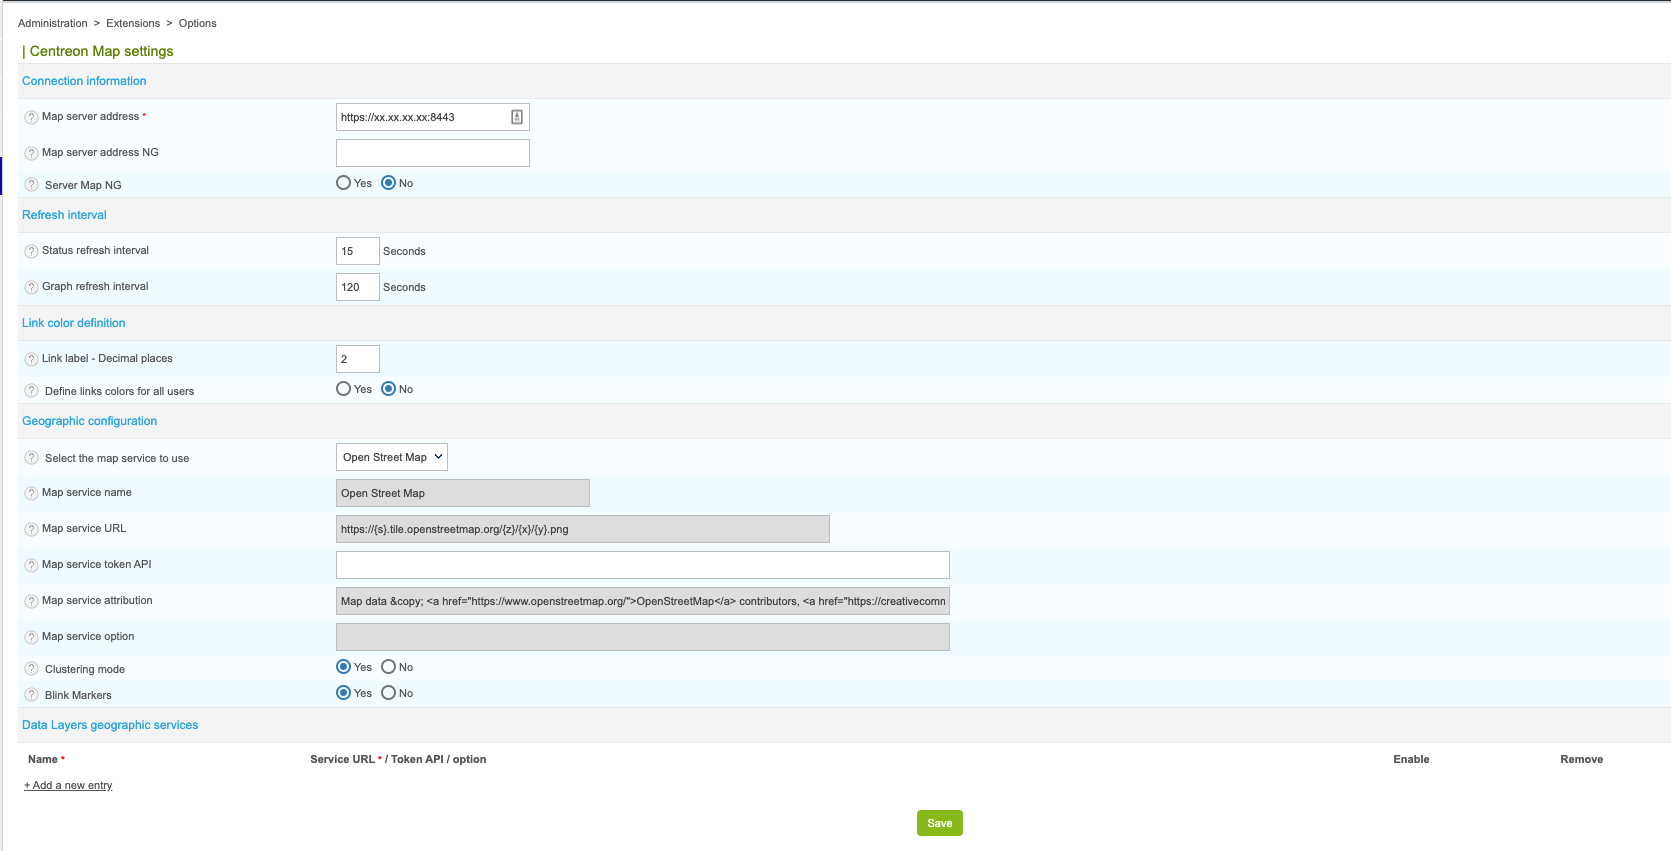 Administration > Extensions > Options
| Centreon Map settings
Connection information
? Map server address * https://xx.xx.xx.xx:8443
? Map server address NG
? Server Map NG Yes No
Refresh interval
? Status refresh interval 15 Seconds
? Graph refresh interval 120 Seconds
Link color definition
? Link label - Decimal places 2
? Define links colors for all users Yes No
Geographic configuration
? Select the map service to use Open Street Map
? Map service name Open Street Map
? Map service URL https://{s}.tile.openstreetmap.org/{z}/{x}/{y}.png
? Map service token API
? Map service attribution Map data &copy; <a href="https://www.openstreetmap.org/">OpenStreetMap</a> contributors, <a href="https://creativecomm
? Map service option
? Clustering mode Yes No
? Blink Markers Yes No
Data Layers geographic services
Name * Service URL * / Token API / option Enable Remove
+ Add a new entry
Save